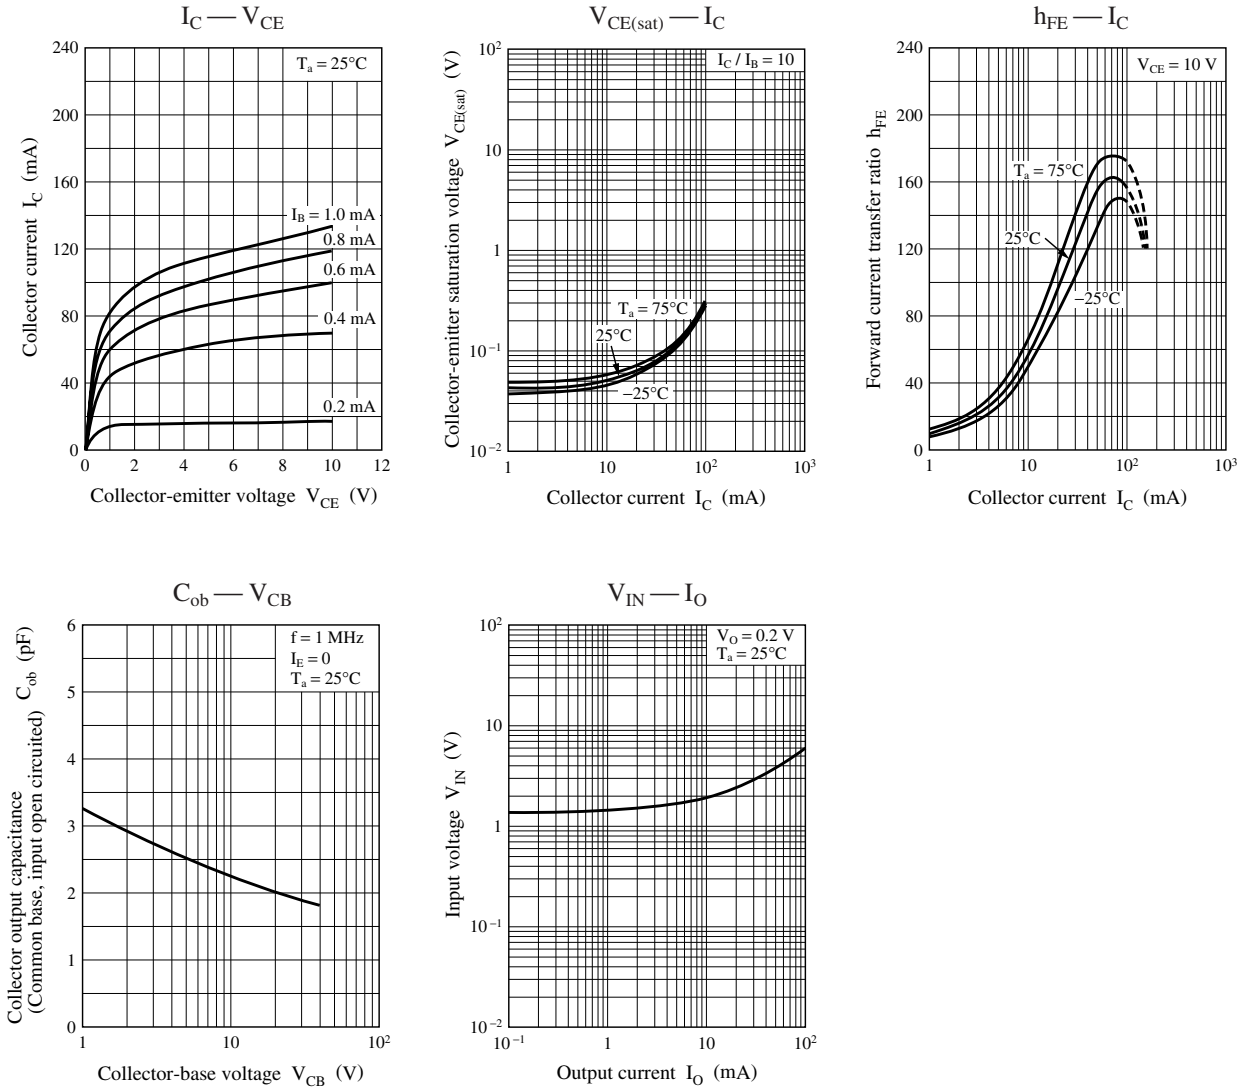 I_C — V_CE
240
200
160
120
80
40
0
0 2 4 6 8 10 12
T_a = 25°C
I_B = 1.0 mA
0.8 mA
0.6 mA
0.4 mA
0.2 mA
Collector current I_C (mA)
Collector-emitter voltage V_CE (V)
V_CE(sat) — I_C
10^2
10
1
10^−1
10^−2
1 10 10^2 10^3
I_C / I_B = 10
T_a = 75°C
25°C
−25°C
Collector-emitter saturation voltage V_CE(sat) (V)
Collector current I_C (mA)
h_FE — I_C
240
200
160
120
80
40
0
1 10 10^2 10^3
V_CE = 10 V
T_a = 75°C
25°C
−25°C
Forward current transfer ratio h_FE
Collector current I_C (mA)
C_ob — V_CB
6
5
4
3
2
1
0
1 10 10^2
f = 1 MHz
I_E = 0
T_a = 25°C
Collector output capacitance
(Common base, input open circuited) C_ob (pF)
Collector-base voltage V_CB (V)
V_IN — I_O
10^2
10
1
10^−1
10^−2
10^−1 1 10 10^2
V_O = 0.2 V
T_a = 25°C
Input voltage V_IN (V)
Output current I_O (mA)